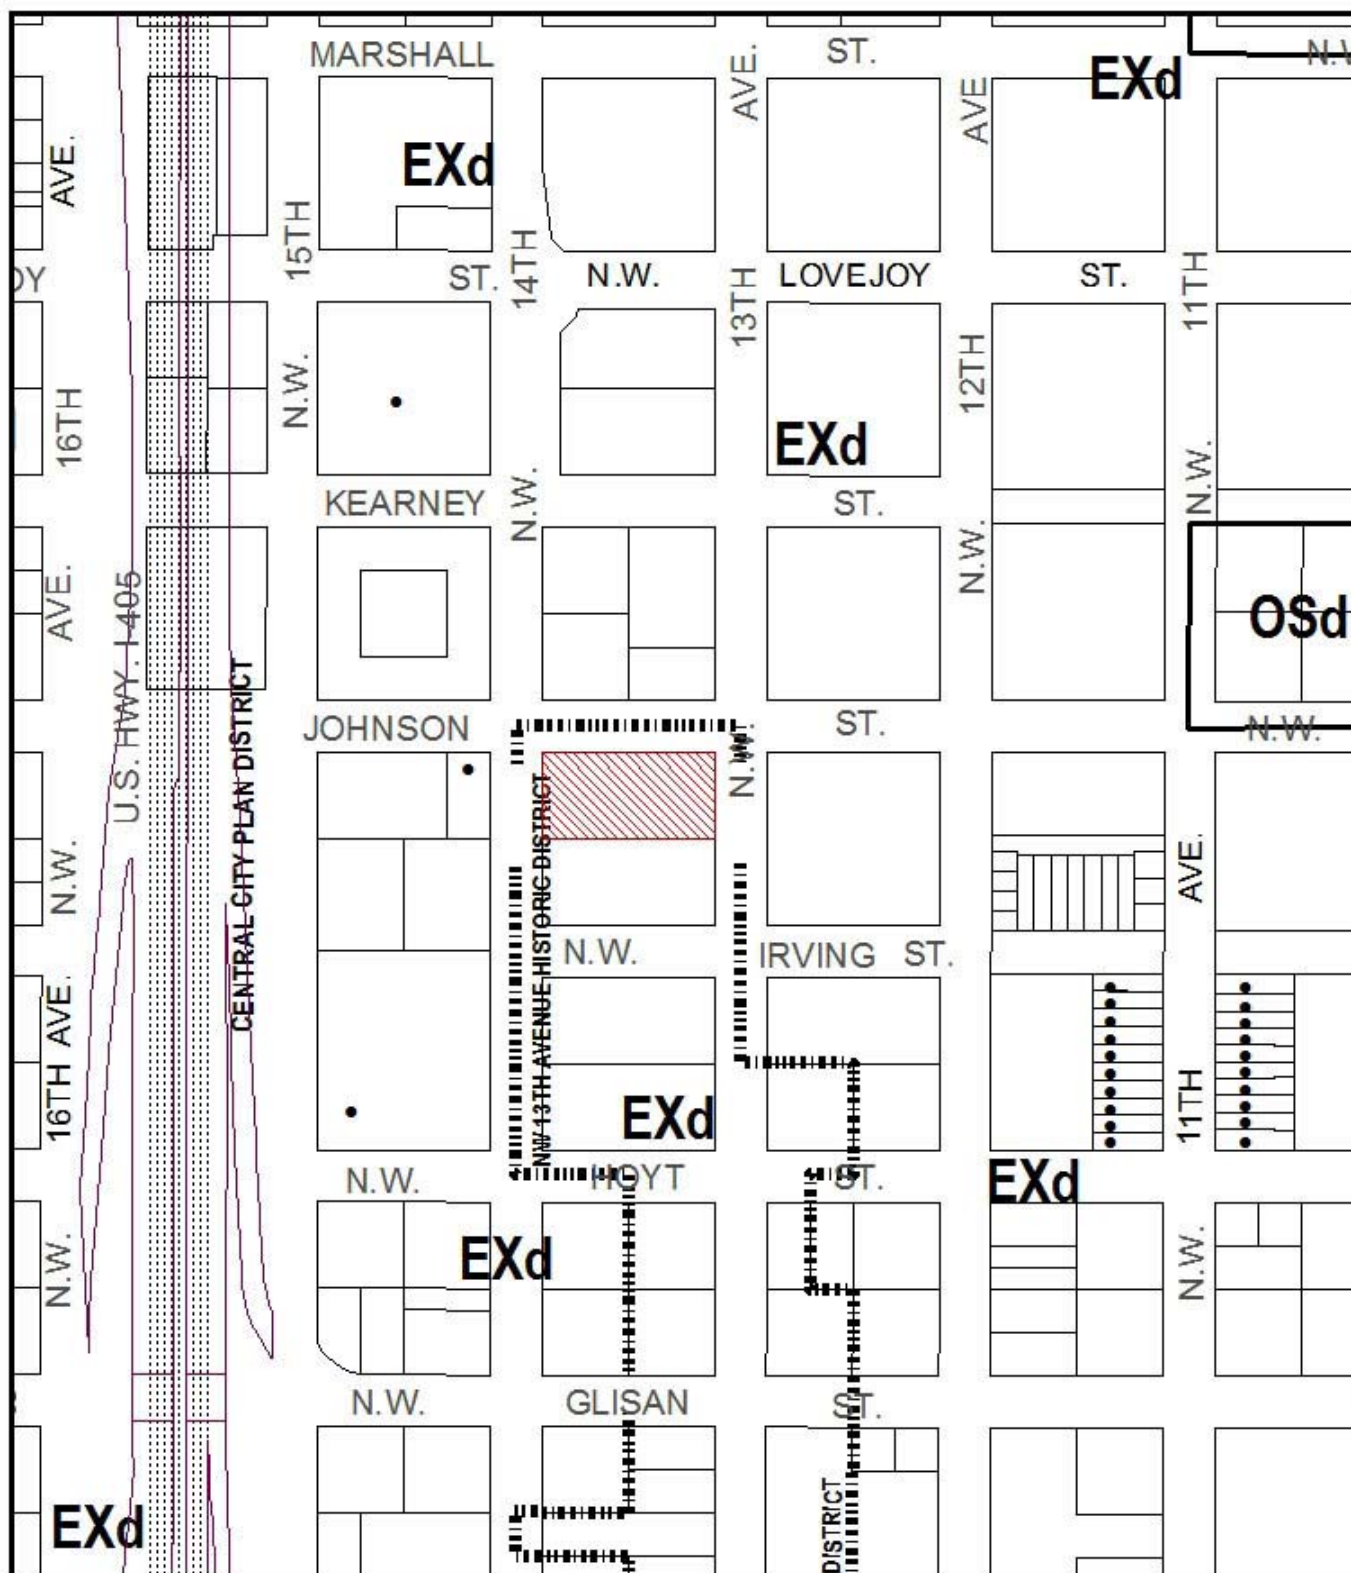 MARSHALL
ST.
N.W
AVE.
AVE
EXd
AVE.
EXd
15TH
14TH
ST.
N.W.
LOVEJOY
ST.
11TH
13TH
12TH
16TH
N.W.
EXd
N.W.
KEARNEY
N.W.
ST.
N.W.
AVE.
U.S. HWY. I-405
OSd
CENTRAL CITY PLAN DISTRICT
JOHNSON
N.W.
ST.
N.W.
NW 13TH AVENUE HISTORIC DISTRICT
N.W.
AVE.
N.W.
IRVING
ST.
16TH AVE.
EXd
11TH
N.W.
HOYT
ST.
EXd
N.W.
EXd
N.W.
N.W.
GLISAN
ST.
EXd
DISTRICT